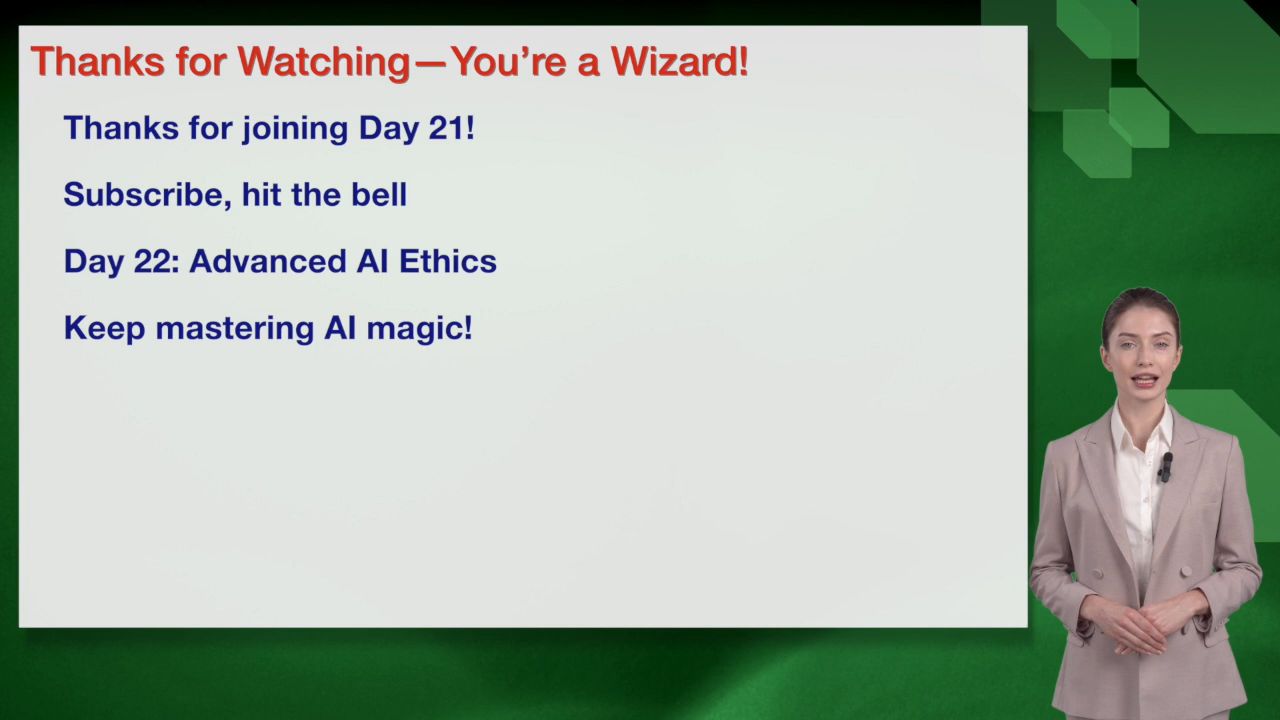 Thanks for Watching—You’re a Wizard!
Thanks for joining Day 21!
Subscribe, hit the bell
Day 22: Advanced AI Ethics
Keep mastering AI magic!